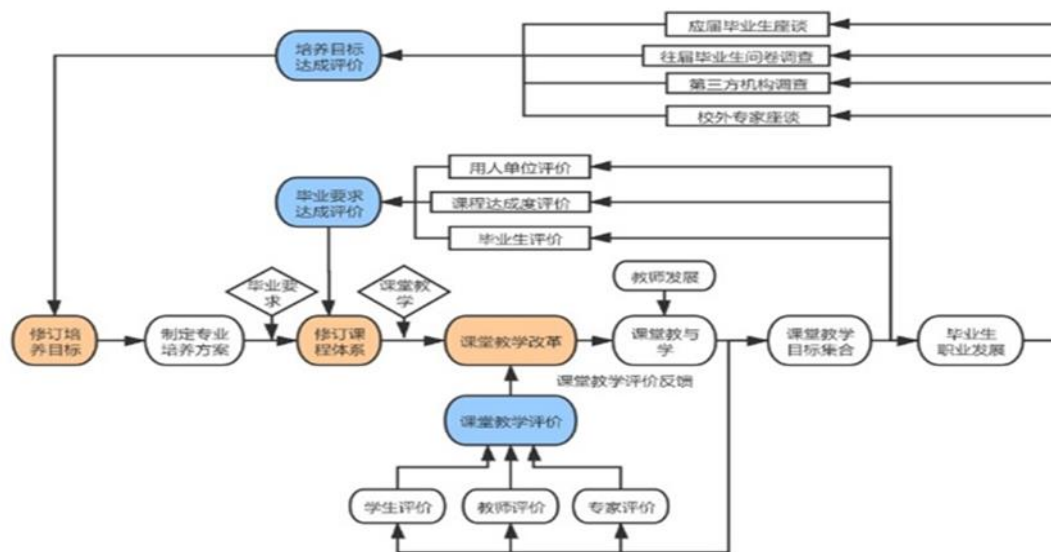 应届毕业生座谈
培养目标
达成评价
往届毕业生问卷调查
第三方机构调查
校外专家座谈
用人单位评价
毕业要求
达成评价
课程达成度评价
毕业生评价
毕业要
求
课堂教
学
教师发展
修订培
养目标
制定专业
培养方案
修订课
程体系
课堂教学改革
课堂教与
学
课堂教学
目标集合
毕业生
职业发展
课堂教学评价反馈
课堂教学评价
学生评价
教师评价
专家评价